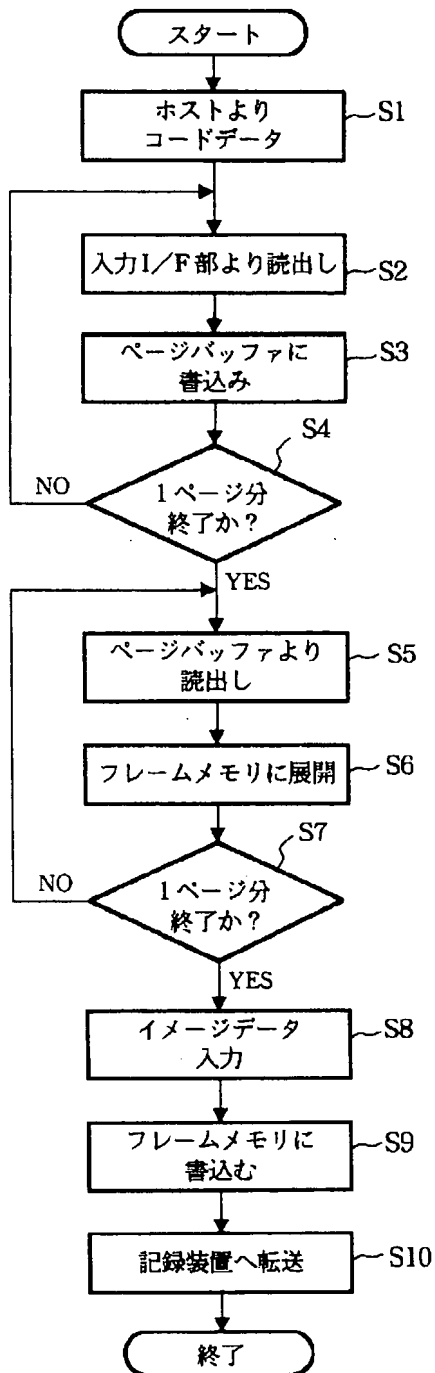 スタート
ホストより
コードデータ
S1
入力I/F部より読出し
S2
ページバッファに
書込み
S3
S4
1ページ分
終了か?
NO
YES
ページバッファより
読出し
S5
フレームメモリに展開
S6
S7
1ページ分
終了か?
NO
YES
イメージデータ
入力
S8
フレームメモリに
書込む
S9
記録装置へ転送
S10
終了